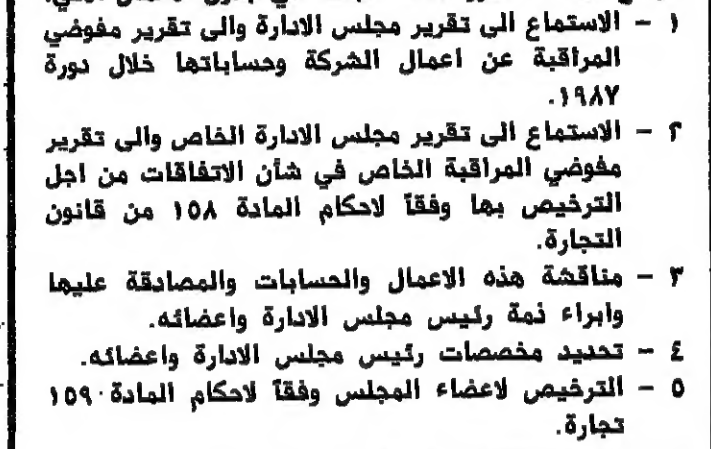 ١ – الاستماع الى تقرير مجلس الادارة والى تقرير مفوضي
المراقبة عن اعمال الشركة وحساباتها خلال دورة
١٩٨٧.
٢ – الاستماع الى تقرير مجلس الادارة الخاص والى تقرير
مفوضي المراقبة الخاص في شأن الاتفاقات من اجل
الترخيص بها وفقاً لاحكام المادة ١٥٨ من قانون
التجارة.
٣ – مناقشة هذه الاعمال والحسابات والمصادقة عليها
وابراء ذمة رئيس مجلس الادارة واعضائه.
٤ – تحديد مخصصات رئيس مجلس الادارة واعضائه.
٥ – الترخيص لاعضاء المجلس وفقاً لاحكام المادة ١٥٩
تجارة.